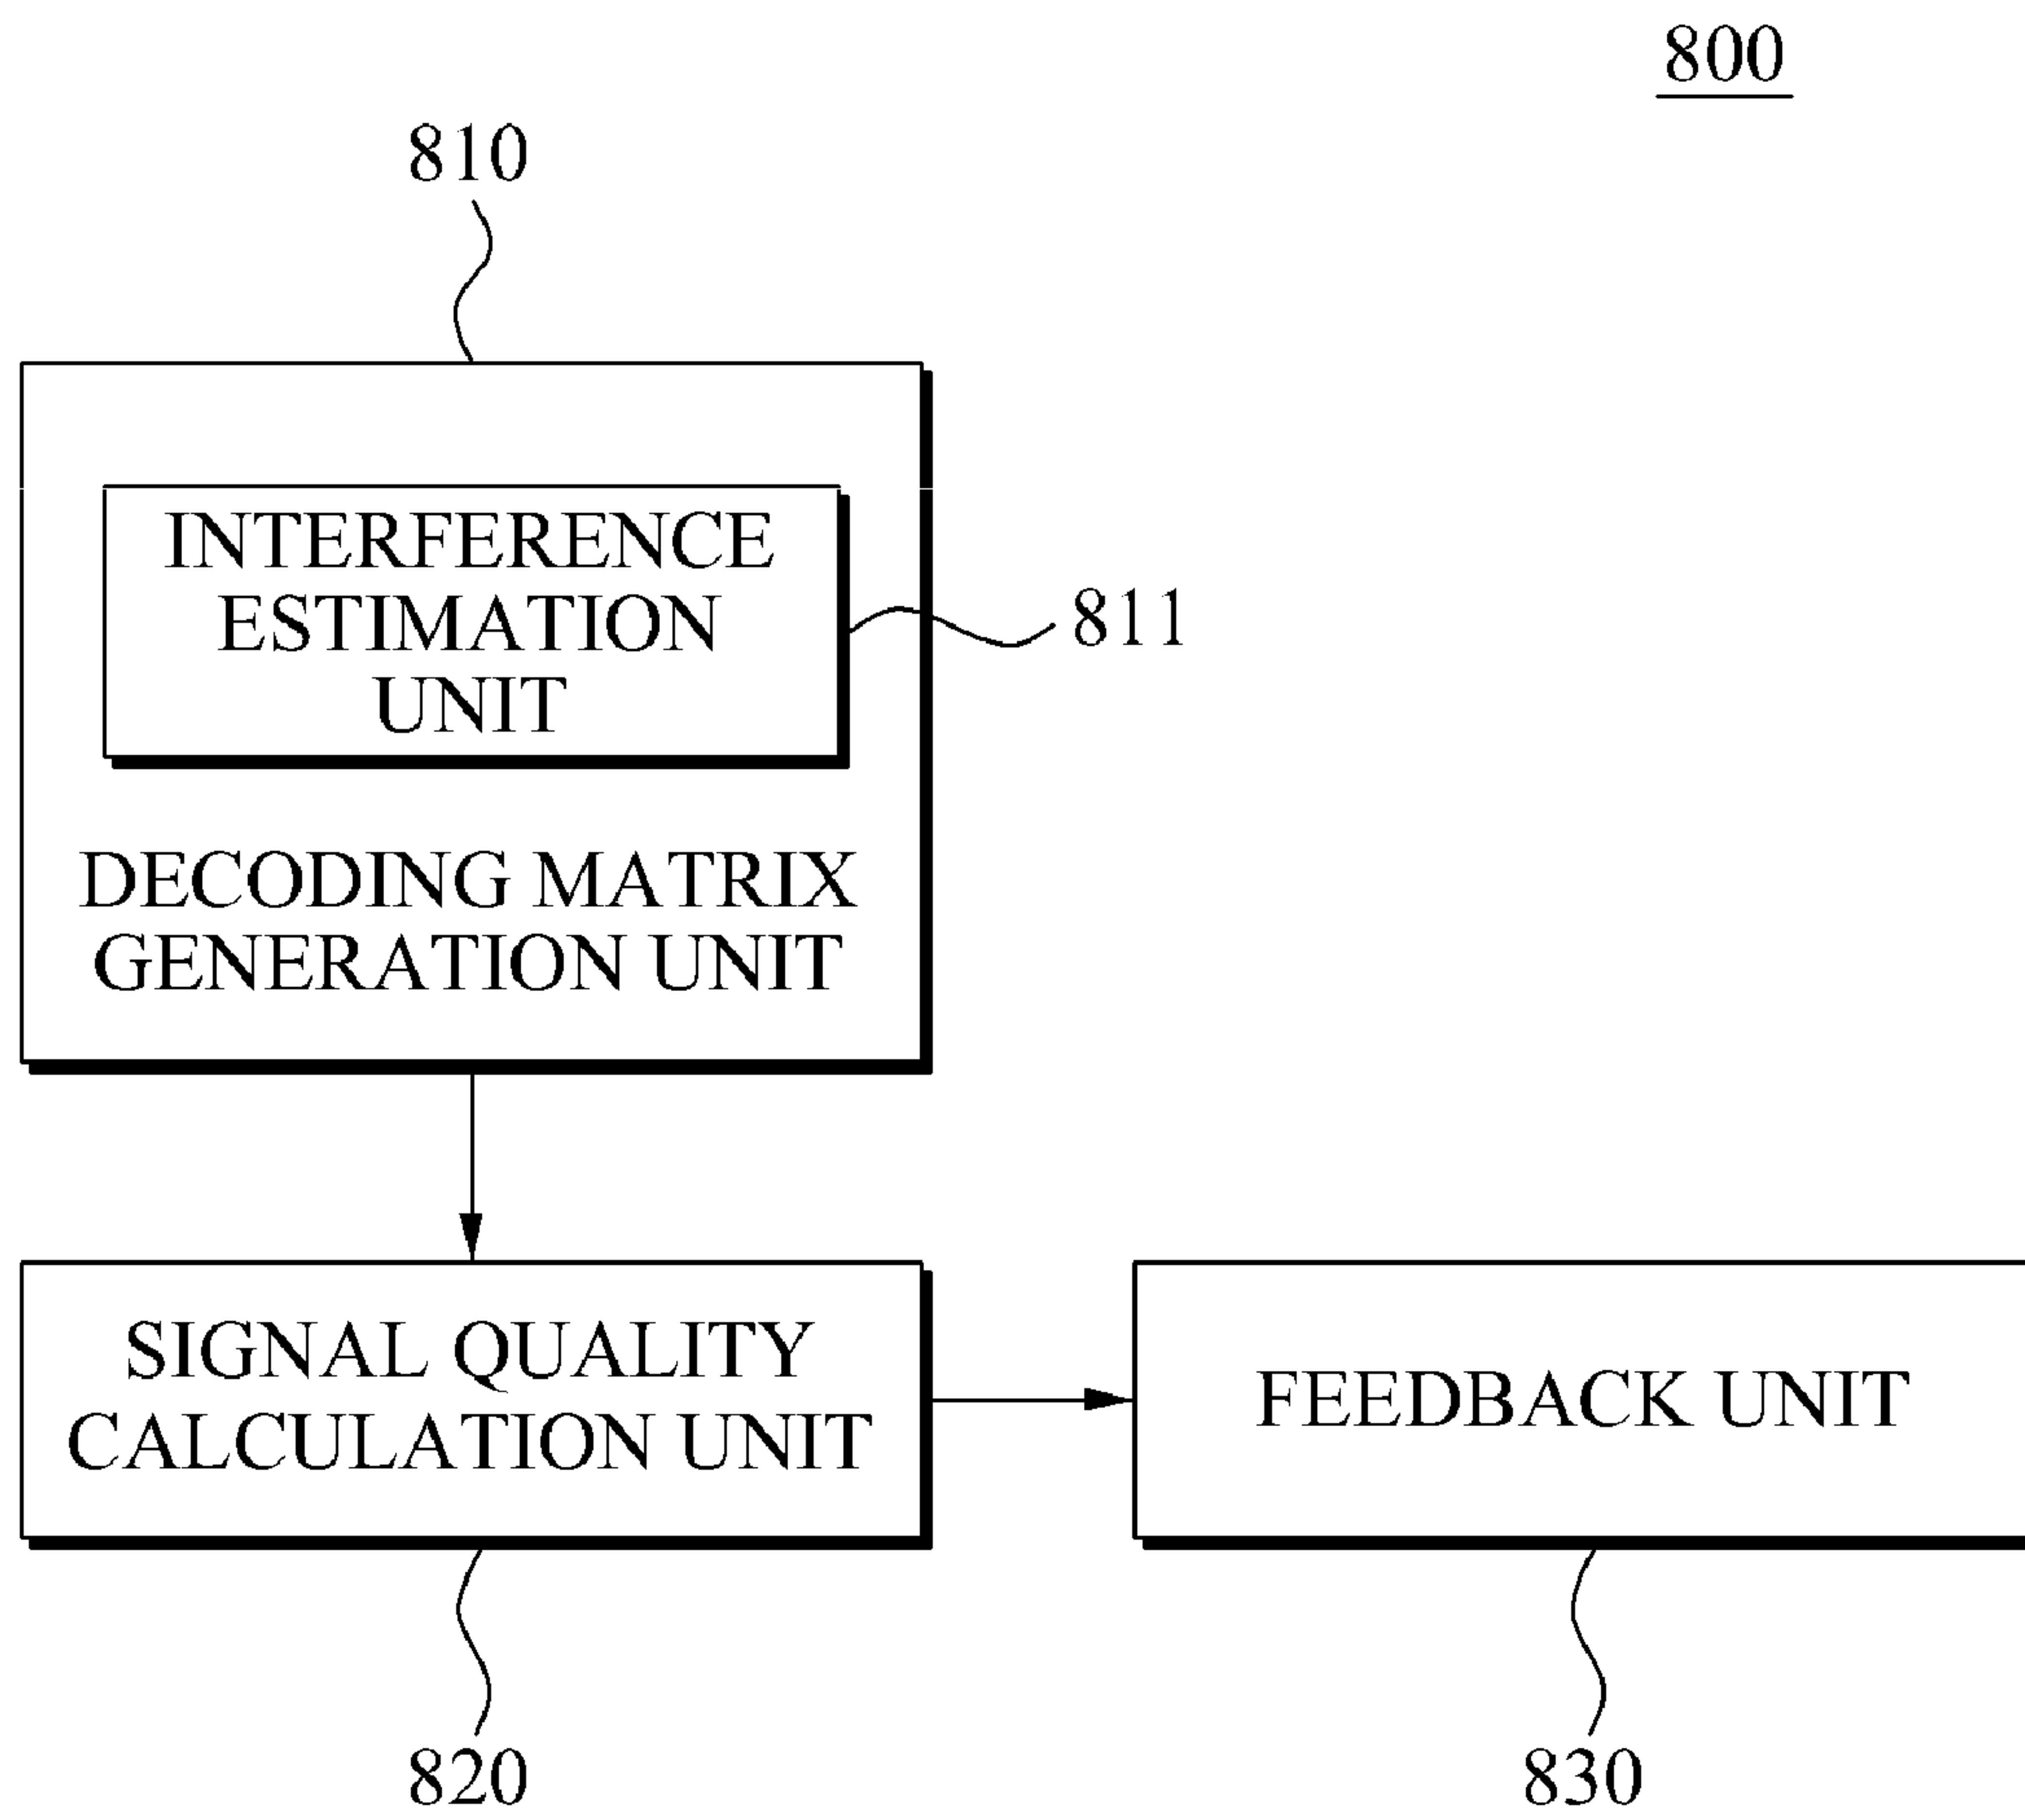 800
810
INTERFERENCE
ESTIMATION
UNIT
811
DECODING MATRIX
GENERATION UNIT
SIGNAL QUALITY
CALCULATION UNIT
FEEDBACK UNIT
820
830